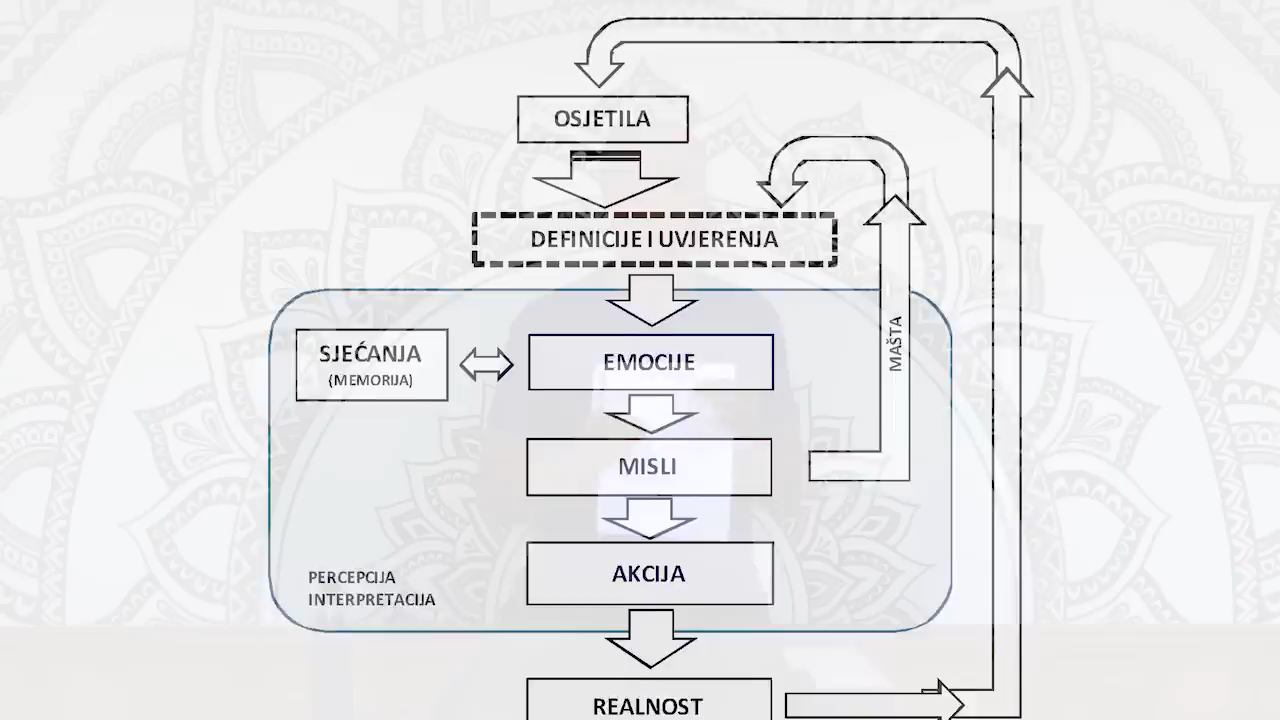 OSJETILA
DEFINICIJE I UVJERENJA
SJEĆANJA
(MEMORIJA)
EMOCIJE
MAŠTA
MISLI
AKCIJA
PERCEPCIJA
INTERPRETACIJA
REALNOST